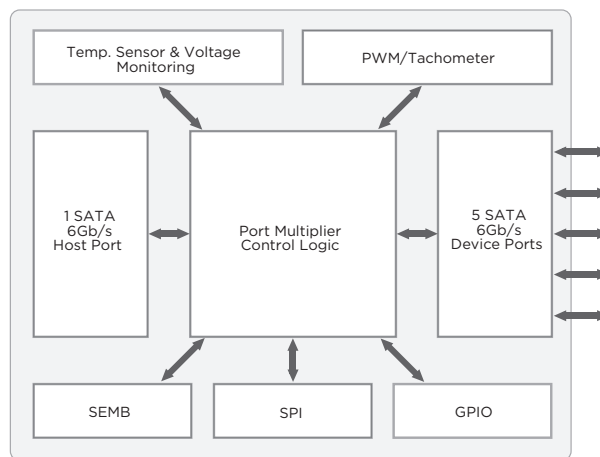 Temp. Sensor & Voltage
Monitoring
PWM/Tachometer
1 SATA
6Gb/s
Host Port
Port Multiplier
Control Logic
5 SATA
6Gb/s
Device Ports
SEMB
SPI
GPIO